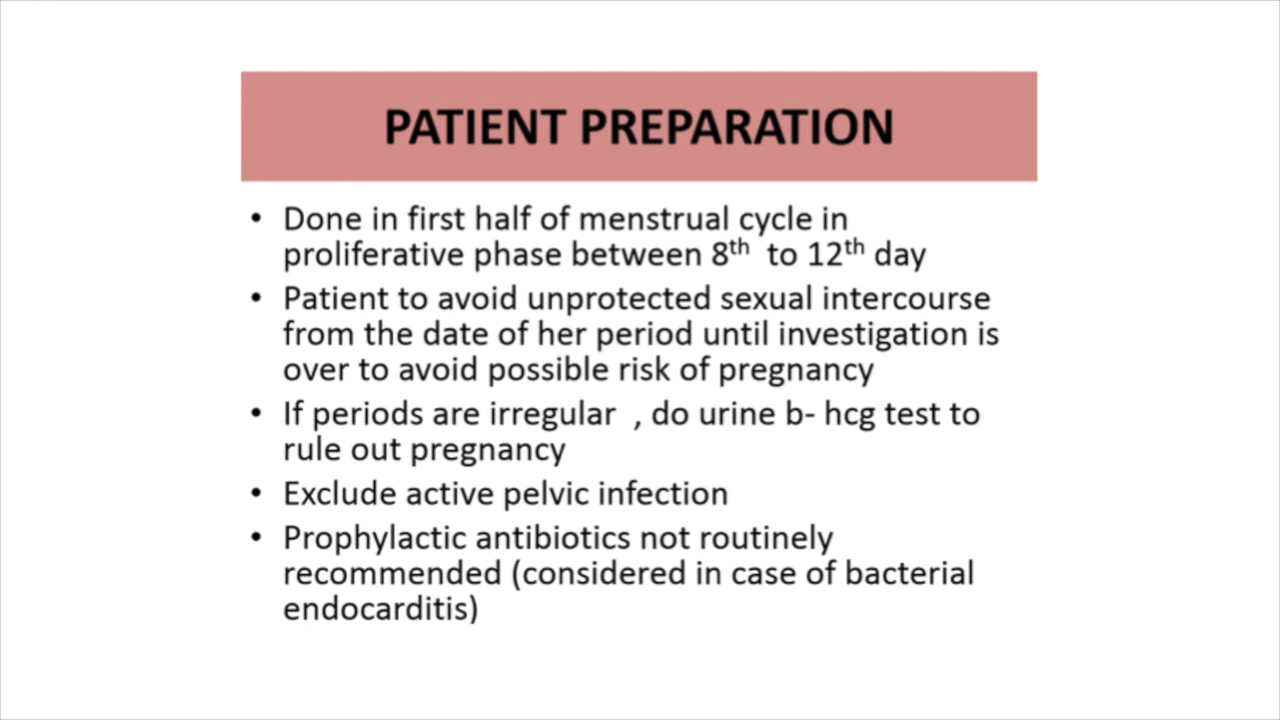 PATIENT PREPARATION
• Done in first half of menstrual cycle in
proliferative phase between 8th to 12th day
• Patient to avoid unprotected sexual intercourse
from the date of her period until investigation is
over to avoid possible risk of pregnancy
• If periods are irregular , do urine b- hcg test to
rule out pregnancy
• Exclude active pelvic infection
• Prophylactic antibiotics not routinely
recommended (considered in case of bacterial
endocarditis)